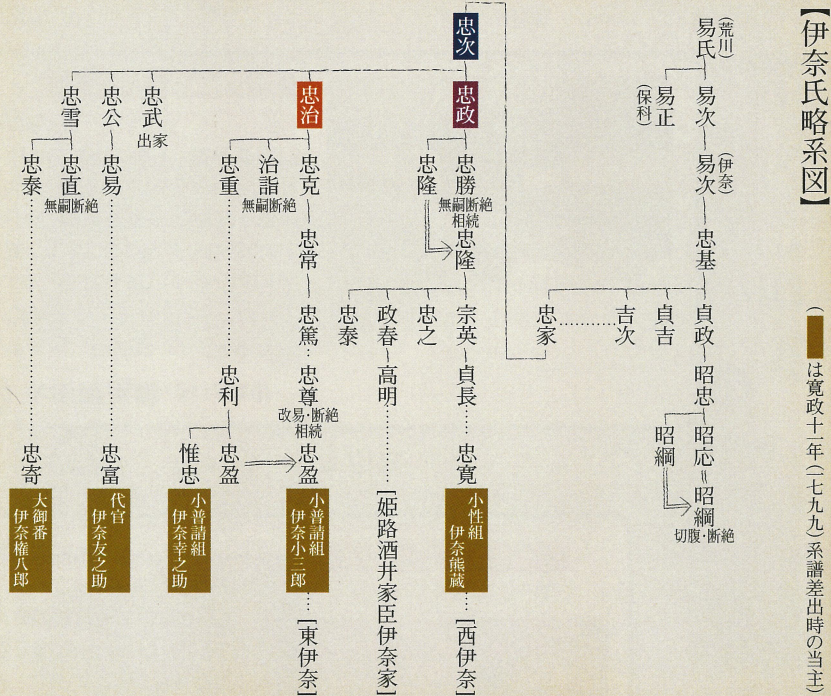 【伊奈氏略系図】
（ は寛政十一年(一七九九)系譜差出時の当主）
(荒川)
易氏
易次
易正
(保科)
(伊奈)
易次
忠基
貞政
貞吉
吉次
忠家
昭忠
昭応
昭綱
昭綱
切腹・断絶
忠次
忠政
忠治
忠武
出家
忠公
忠雪
忠勝
無嗣断絶
相続
忠隆
忠隆
宗英
忠之
政春
忠泰
貞長
高明
忠寛
小性組
伊奈熊蔵
[西伊奈]
[姫路酒井家臣伊奈家]
忠克
治詣
無嗣断絶
忠重
忠常
忠篤
忠尊
改易・断絶
相続
忠盈
小普請組
伊奈小三郎
[東伊奈]
忠利
忠盈
惟忠
小普請組
伊奈幸之助
忠易
忠富
代官
伊奈友之助
忠直
無嗣断絶
忠泰
忠寄
大御番
伊奈権八郎